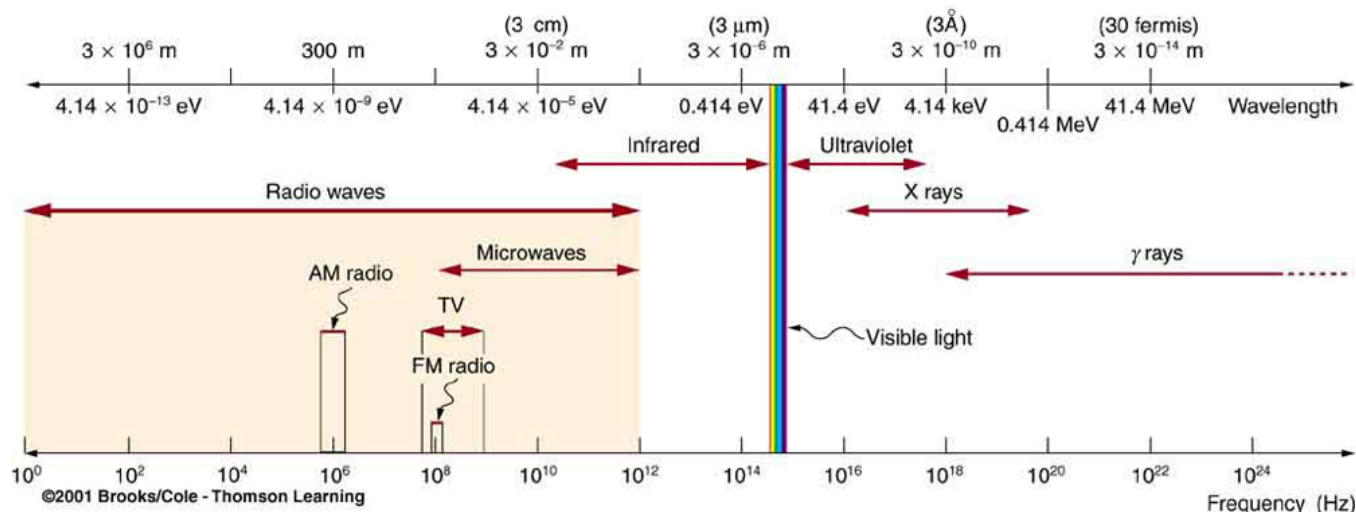 (3 cm) (3 μm) (3Å) (30 fermis)
3 × 10⁶ m 300 m 3 × 10⁻² m 3 × 10⁻⁶ m 3 × 10⁻¹⁰ m 3 × 10⁻¹⁴ m
4.14 × 10⁻¹³ eV 4.14 × 10⁻⁹ eV 4.14 × 10⁻⁵ eV 0.414 eV 41.4 eV 4.14 keV 41.4 MeV Wavelength
0.414 MeV
Infrared Ultraviolet
Radio waves X rays
Microwaves γ rays
AM radio
TV
Visible light
FM radio
10⁰ 10² 10⁴ 10⁶ 10⁸ 10¹⁰ 10¹² 10¹⁴ 10¹⁶ 10¹⁸ 10²⁰ 10²² 10²⁴
©2001 Brooks/Cole - Thomson Learning
Frequency (Hz)